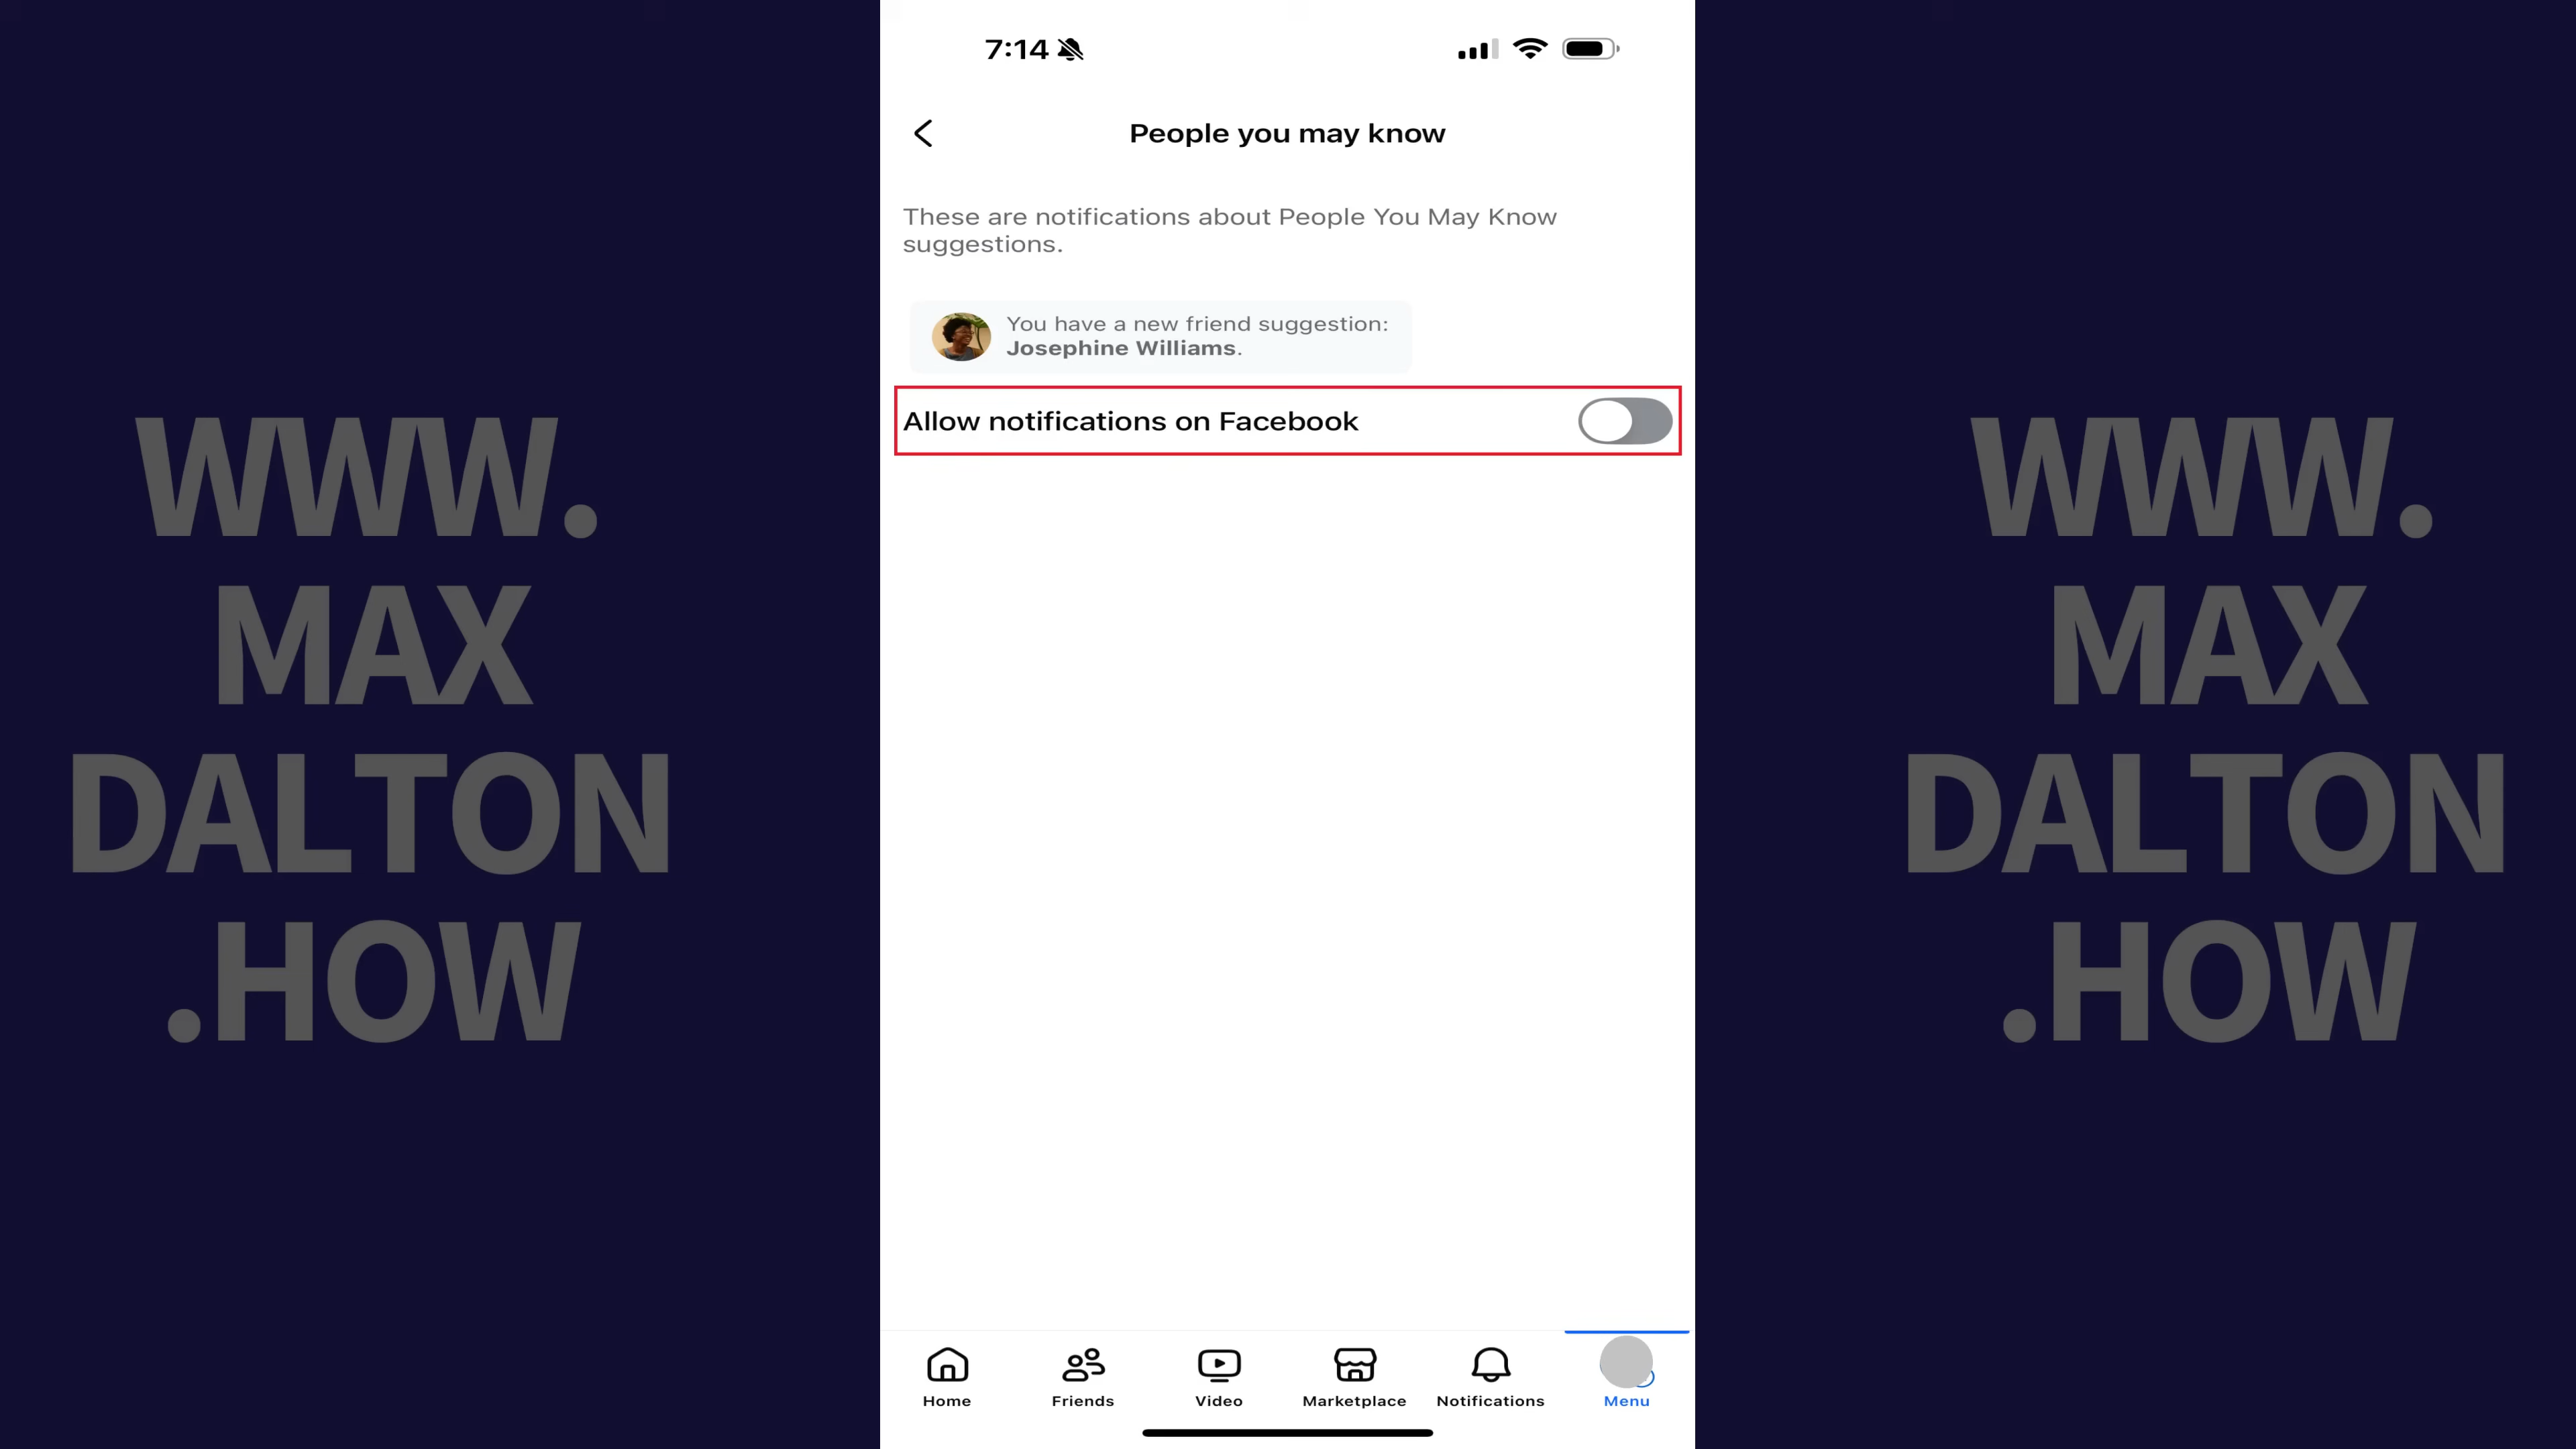 7:14
People you may know
These are notifications about People You May Know
suggestions.
You have a new friend suggestion:
Josephine Williams.
Allow notifications on Facebook
Home
Friends
Video
Marketplace
Notifications
Menu
WWW.
MAX
DALTON
.HOW
WWW.
MAX
DALTON
.HOW